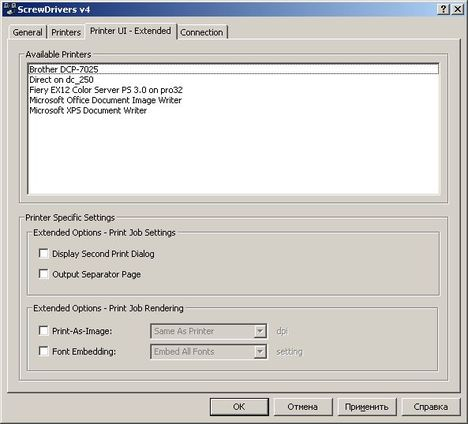 ScrewDrivers v4
General Printers Printer UI - Extended Connection
Available Printers
Brother DCP-7025
Direct on dc_250
Fiery EX12 Color Server PS 3.0 on pro32
Microsoft Office Document Image Writer
Microsoft XPS Document Writer
Printer Specific Settings
Extended Options - Print Job Settings
Display Second Print Dialog
Output Separator Page
Extended Options - Print Job Rendering
Print-As-Image: Same As Printer dpi
Font Embedding: Embed All Fonts setting
OK Отмена Применить Справка